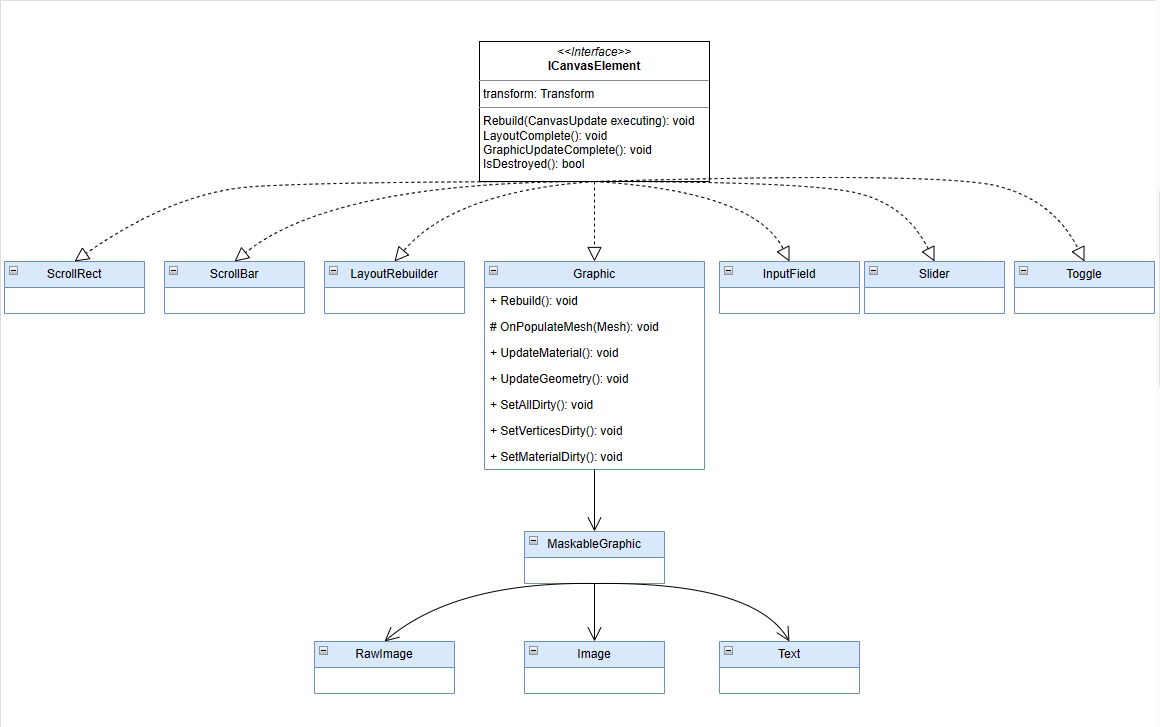 <<Interface>>
ICanvasElement
transform: Transform
Rebuild(CanvasUpdate executing): void
LayoutComplete(): void
GraphicUpdateComplete(): void
IsDestroyed(): bool
ScrollRect
ScrollBar
LayoutRebuilder
Graphic
InputField
Slider
Toggle
+ Rebuild(): void
# OnPopulateMesh(Mesh): void
+ UpdateMaterial(): void
+ UpdateGeometry(): void
+ SetAllDirty(): void
+ SetVerticesDirty(): void
+ SetMaterialDirty(): void
MaskableGraphic
RawImage
Image
Text